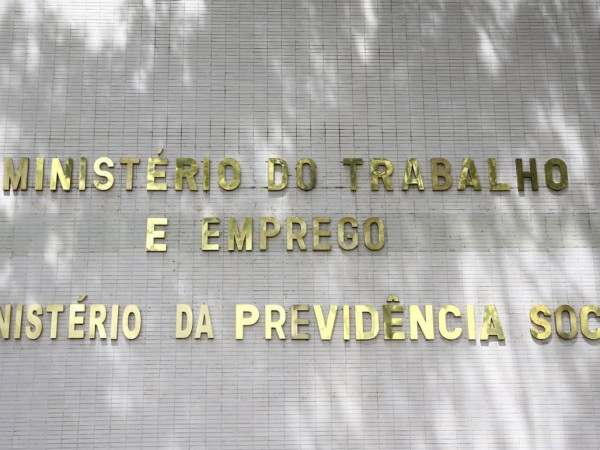 MINISTÉRIO DO TRABALHO
E EMPREGO
NISTÉRIO DA PREVIDÊNCIA SOC